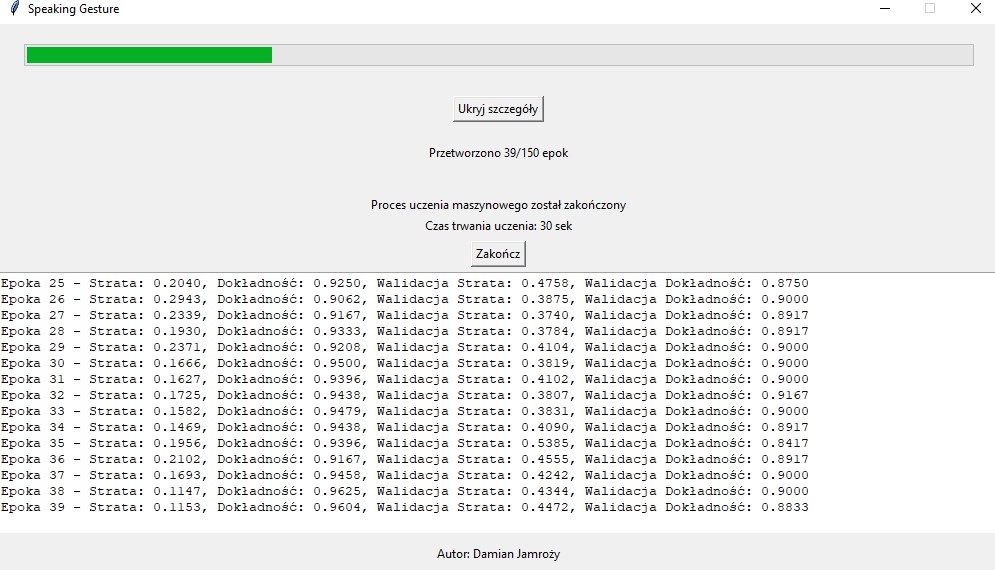 Speaking Gesture
Ukryj szczegóły
Przetworzono 39/150 epok
Proces uczenia maszynowego został zakończony
Czas trwania uczenia: 30 sek
Zakończ
Epoka 25 - Strata: 0.2040, Dokładność: 0.9250, Walidacja Strata: 0.4758, Walidacja Dokładność: 0.8750
Epoka 26 - Strata: 0.2943, Dokładność: 0.9062, Walidacja Strata: 0.3875, Walidacja Dokładność: 0.9000
Epoka 27 - Strata: 0.2339, Dokładność: 0.9167, Walidacja Strata: 0.3740, Walidacja Dokładność: 0.8917
Epoka 28 - Strata: 0.1930, Dokładność: 0.9333, Walidacja Strata: 0.3784, Walidacja Dokładność: 0.8917
Epoka 29 - Strata: 0.2371, Dokładność: 0.9208, Walidacja Strata: 0.4104, Walidacja Dokładność: 0.9000
Epoka 30 - Strata: 0.1666, Dokładność: 0.9500, Walidacja Strata: 0.3819, Walidacja Dokładność: 0.9000
Epoka 31 - Strata: 0.1627, Dokładność: 0.9396, Walidacja Strata: 0.4102, Walidacja Dokładność: 0.9000
Epoka 32 - Strata: 0.1725, Dokładność: 0.9438, Walidacja Strata: 0.3807, Walidacja Dokładność: 0.9167
Epoka 33 - Strata: 0.1582, Dokładność: 0.9479, Walidacja Strata: 0.3831, Walidacja Dokładność: 0.9000
Epoka 34 - Strata: 0.1469, Dokładność: 0.9438, Walidacja Strata: 0.4090, Walidacja Dokładność: 0.8917
Epoka 35 - Strata: 0.1956, Dokładność: 0.9396, Walidacja Strata: 0.5385, Walidacja Dokładność: 0.8417
Epoka 36 - Strata: 0.2102, Dokładność: 0.9167, Walidacja Strata: 0.4555, Walidacja Dokładność: 0.8917
Epoka 37 - Strata: 0.1693, Dokładność: 0.9458, Walidacja Strata: 0.4242, Walidacja Dokładność: 0.9000
Epoka 38 - Strata: 0.1147, Dokładność: 0.9625, Walidacja Strata: 0.4344, Walidacja Dokładność: 0.9000
Epoka 39 - Strata: 0.1153, Dokładność: 0.9604, Walidacja Strata: 0.4472, Walidacja Dokładność: 0.8833
Autor: Damian Jamroży